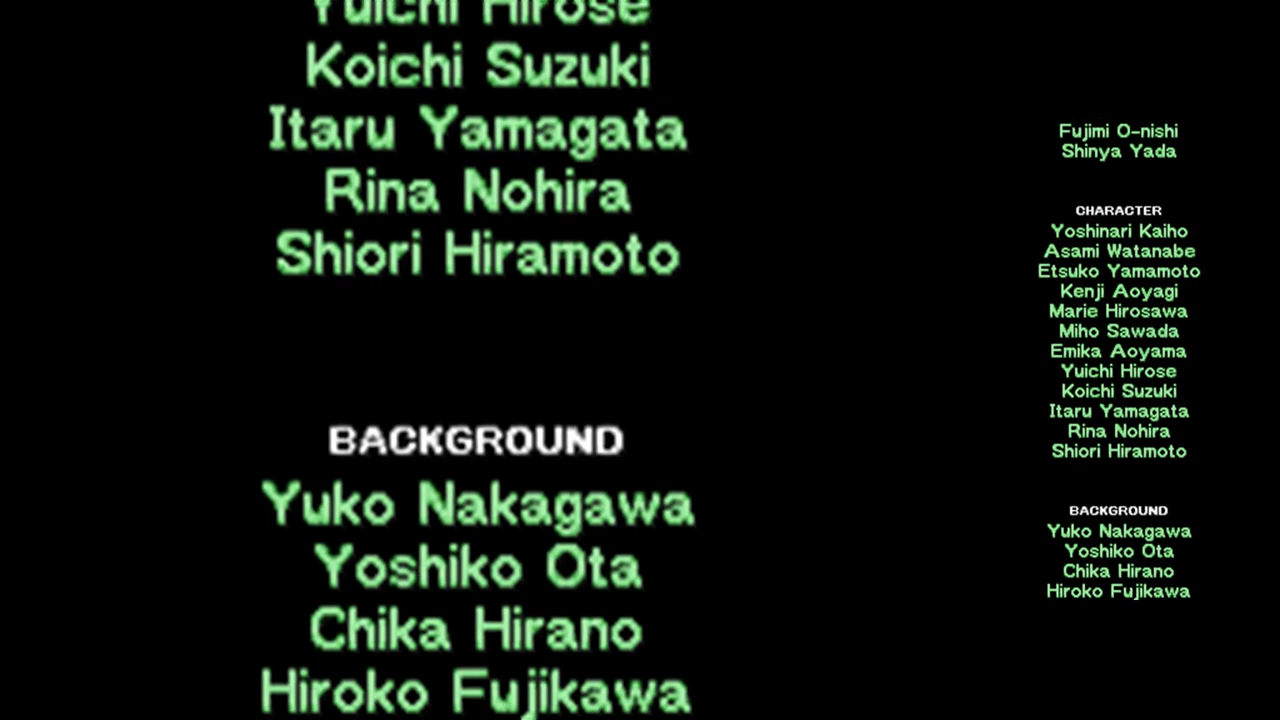 Yuichi Hirose
Koichi Suzuki
Itaru Yamagata
Rina Nohira
Shiori Hiramoto
BACKGROUND
Yuko Nakagawa
Yoshiko Ota
Chika Hirano
Hiroko Fujikawa
Fujimi O-nishi
Shinya Yada
CHARACTER
Yoshinari Kaiho
Asami Watanabe
Etsuko Yamamoto
Kenji Aoyagi
Marie Hirosawa
Miho Sawada
Emika Aoyama
Yuichi Hirose
Koichi Suzuki
Itaru Yamagata
Rina Nohira
Shiori Hiramoto
BACKGROUND
Yuko Nakagawa
Yoshiko Ota
Chika Hirano
Hiroko Fujikawa